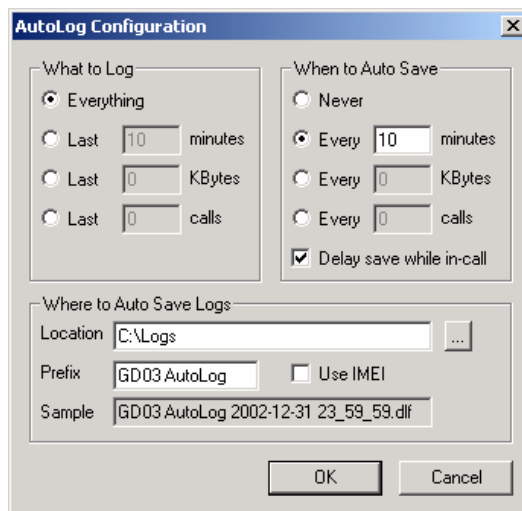 AutoLog Configuration
What to Log
Everything
Last 10 minutes
Last 0 KBytes
Last 0 calls
When to Auto Save
Never
Every 10 minutes
Every 0 KBytes
Every 0 calls
Delay save while in-call
Where to Auto Save Logs
Location C:\Logs ...
Prefix GD03 AutoLog Use IMEI
Sample GD03 AutoLog 2002-12-31 23_59_59.dlf
OK Cancel